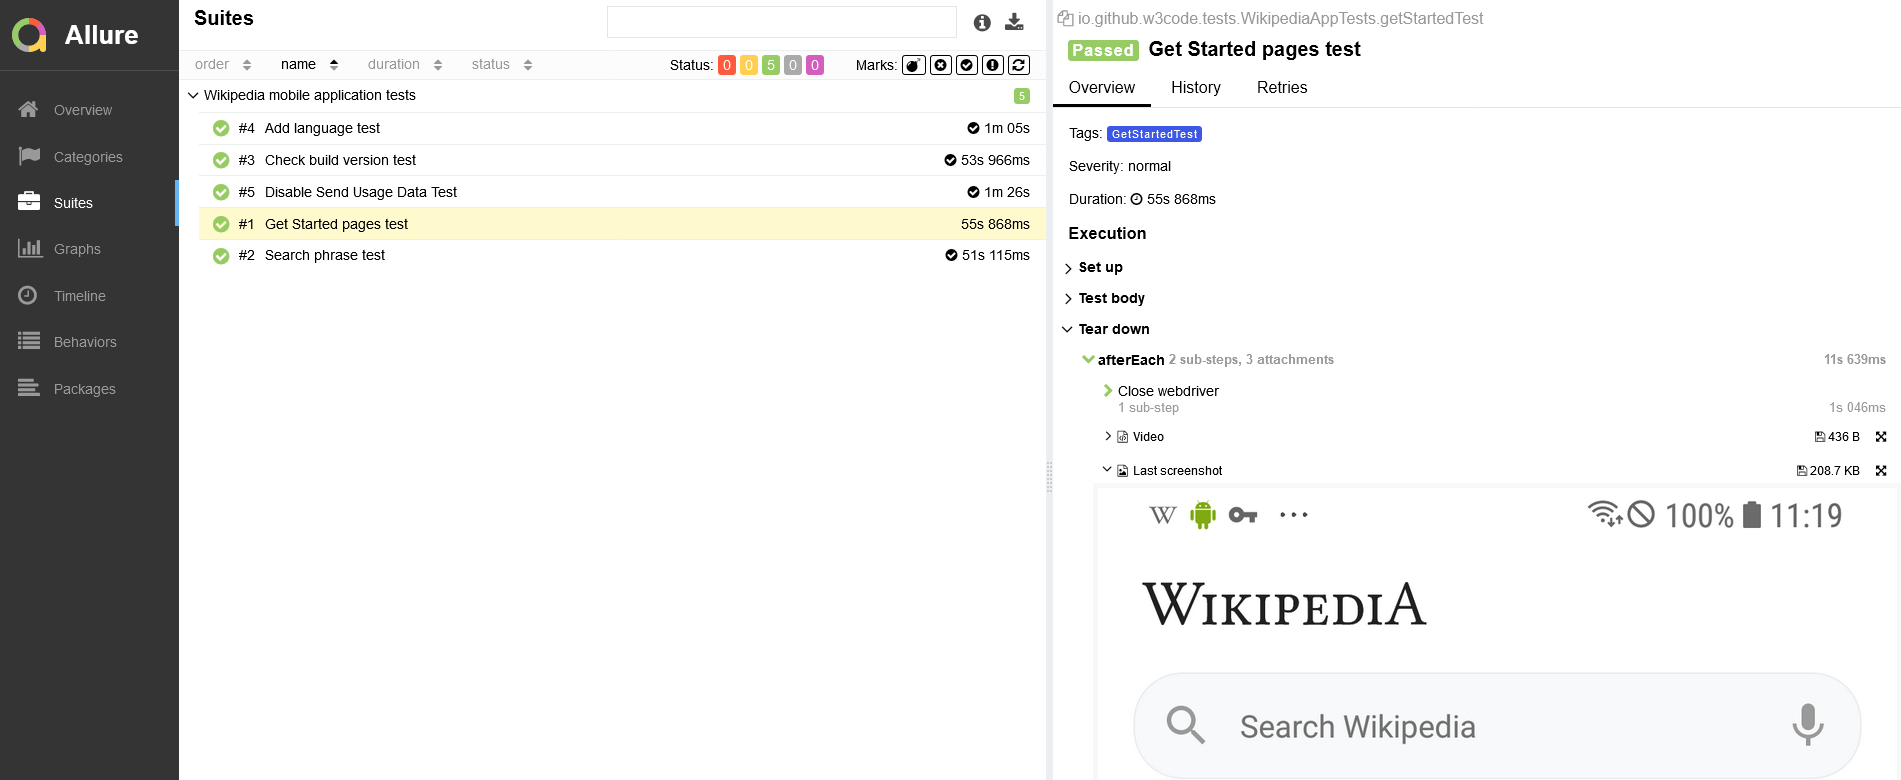 Allure
Overview
Categories
Suites
Graphs
Timeline
Behaviors
Packages
Suites
order name duration status Status: 0 0 5 0 0 Marks:
Wikipedia mobile application tests 5
#4 Add language test 1m 05s
#3 Check build version test 53s 966ms
#5 Disable Send Usage Data Test 1m 26s
#1 Get Started pages test 55s 868ms
#2 Search phrase test 51s 115ms
io.github.w3code.tests.WikipediaAppTests.getStartedTest
Passed Get Started pages test
Overview History Retries
Tags: GetStartedTest
Severity: normal
Duration: 55s 868ms
Execution
Set up
Test body
Tear down
afterEach 2 sub-steps, 3 attachments 11s 639ms
Close webdriver
1 sub-step 1s 046ms
Video 436 B
Last screenshot 208.7 KB
W ... 100% 11:19
WIKIPEDIA
Search Wikipedia